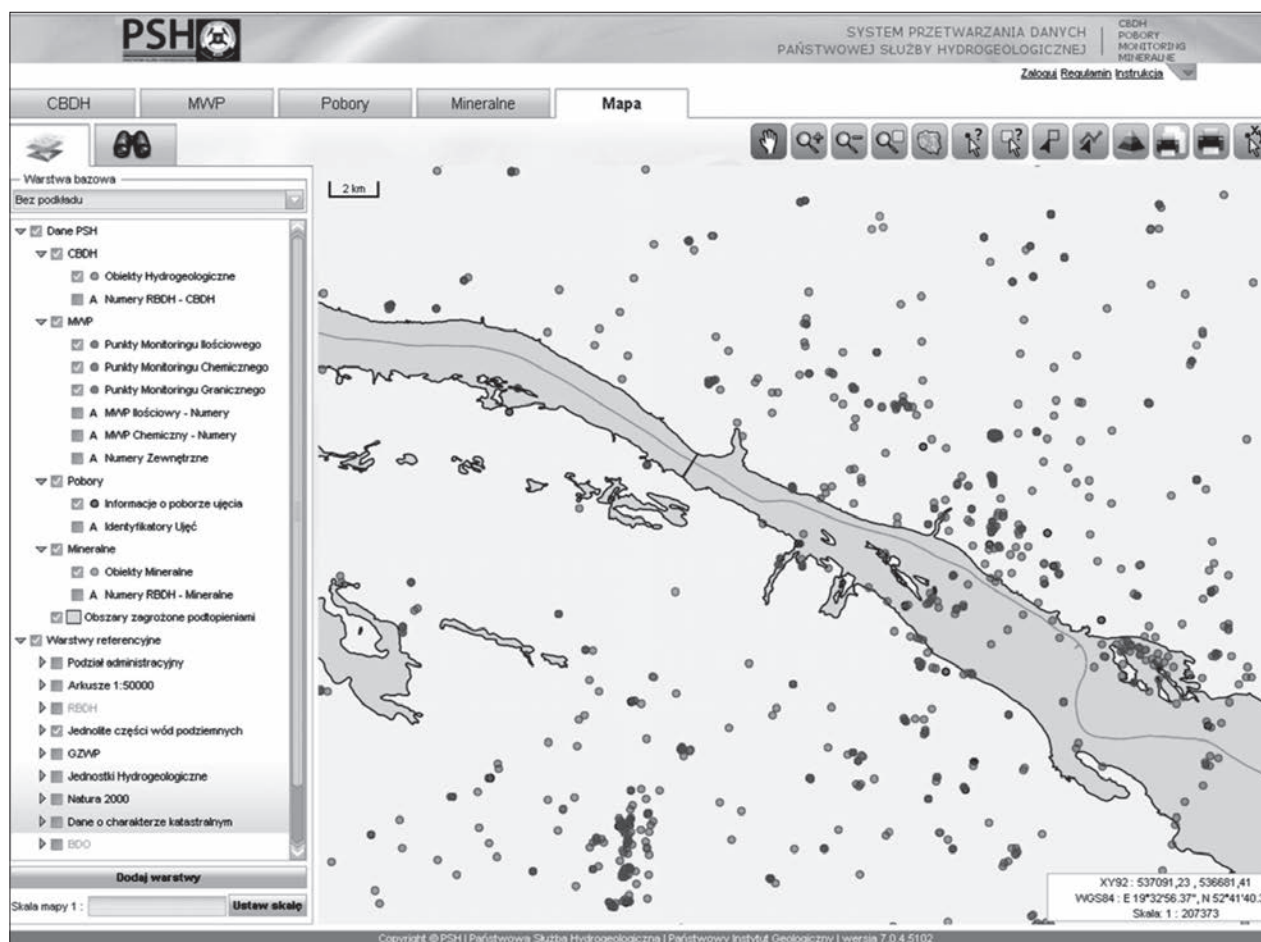 PSH
SYSTEM PRZETWARZANIA DANYCH
PAŃSTWOWEJ SŁUŻBY HYDROGEOLOGICZNEJ
CBDH
POBORY
MONITORING
MINERALNE
Zaloguj Regulamin Instrukcja
CBDH MWP Pobory Mineralne Mapa
Warstwa bazowa
Bez podkładu
2 km
Dane PSH
CBDH
Obiekty Hydrogeologiczne
A Numery RBDH - CBDH
MWP
Punkty Monitoringu Ilościowego
Punkty Monitoringu Chemicznego
Punkty Monitoringu Granicznego
A MWP Ilościowy - Numery
A MWP Chemiczny - Numery
A Numery Zewnętrzne
Pobory
Informacje o poborze ujęcia
A Identyfikatory Ujęć
Mineralne
Obiekty Mineralne
A Numery RBDH - Mineralne
Obszary zagrożone podtopieniami
Warstwy referencyjne
Podział administracyjny
Arkusze 1:50000
RBDH
Jednolite części wód podziemnych
GZWP
Jednostki Hydrogeologiczne
Natura 2000
Dane o charakterze katastralnym
BDO
Dodaj warstwy
Skala mapy 1 : Ustaw skalę
XY92 : 537091,23 , 536681,41
WGS84 : E 19°32'56.37", N 52°41'40.
Skala: 1 : 207373
Copyright @ PSH | Państwowa Służba Hydrogeologiczna | Państwowy Instytut Geologiczny | wersja 7.0.4.5102